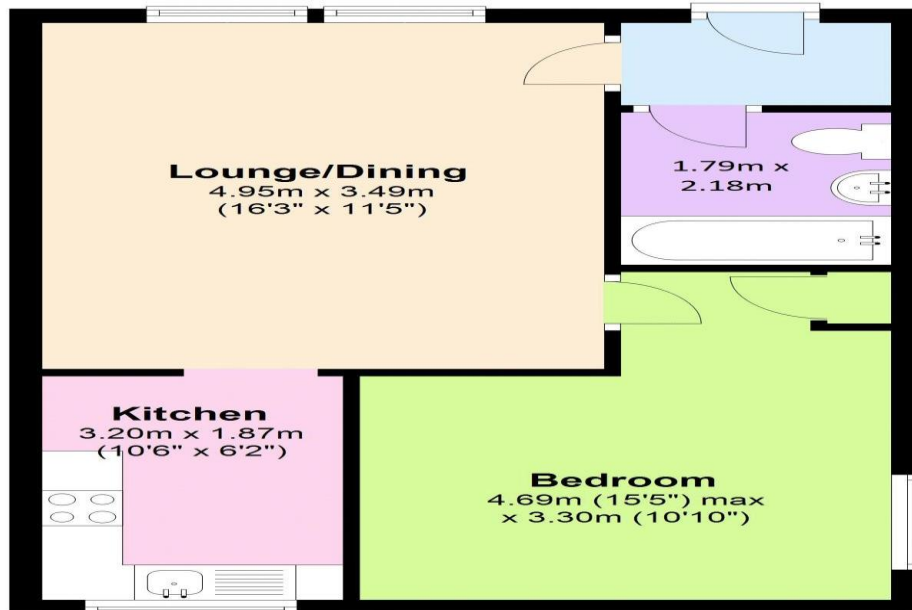 Lounge/Dining
4.95m x 3.49m
(16'3" x 11'5")
1.79m x
2.18m
Kitchen
3.20m x 1.87m
(10'6" x 6'2")
Bedroom
4.69m (15'5") max
x 3.30m (10'10")